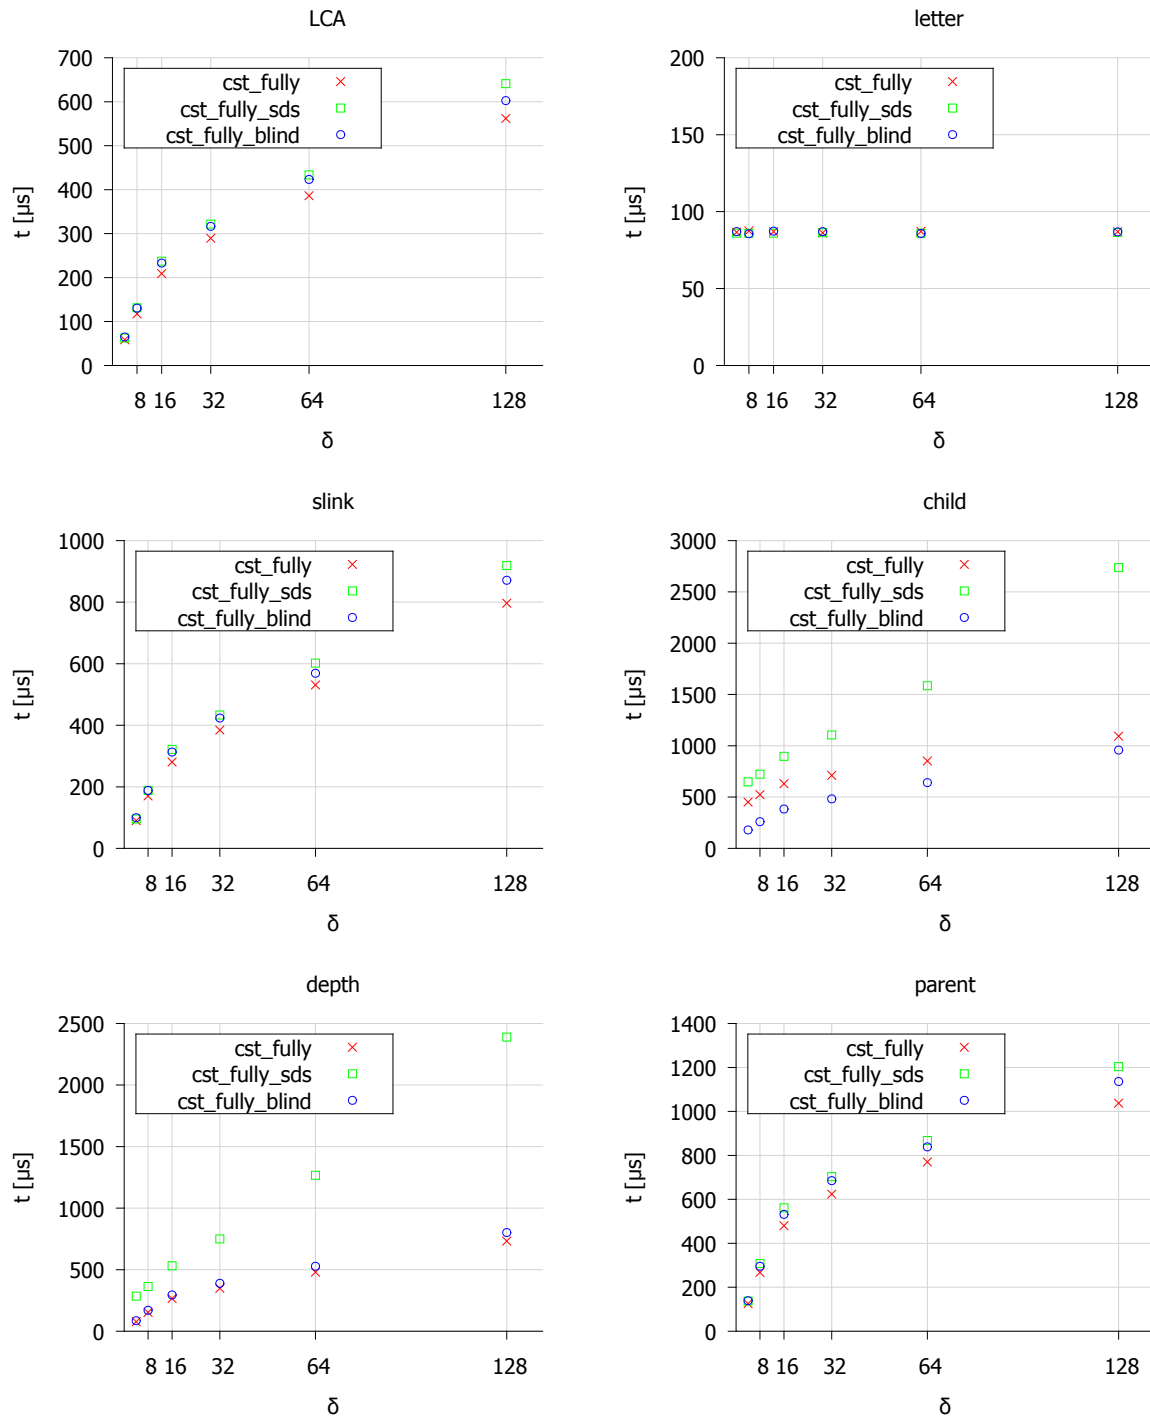 LCA
700
600
500
400
300
200
100
0
t [µs]
cst_fully
cst_fully_sds
cst_fully_blind
8 16 32 64 128
δ
letter
200
150
100
50
0
t [µs]
cst_fully
cst_fully_sds
cst_fully_blind
8 16 32 64 128
δ
slink
1000
800
600
400
200
0
t [µs]
cst_fully
cst_fully_sds
cst_fully_blind
8 16 32 64 128
δ
child
3000
2500
2000
1500
1000
500
0
t [µs]
cst_fully
cst_fully_sds
cst_fully_blind
8 16 32 64 128
δ
depth
2500
2000
1500
1000
500
0
t [µs]
cst_fully
cst_fully_sds
cst_fully_blind
8 16 32 64 128
δ
parent
1400
1200
1000
800
600
400
200
0
t [µs]
cst_fully
cst_fully_sds
cst_fully_blind
8 16 32 64 128
δ